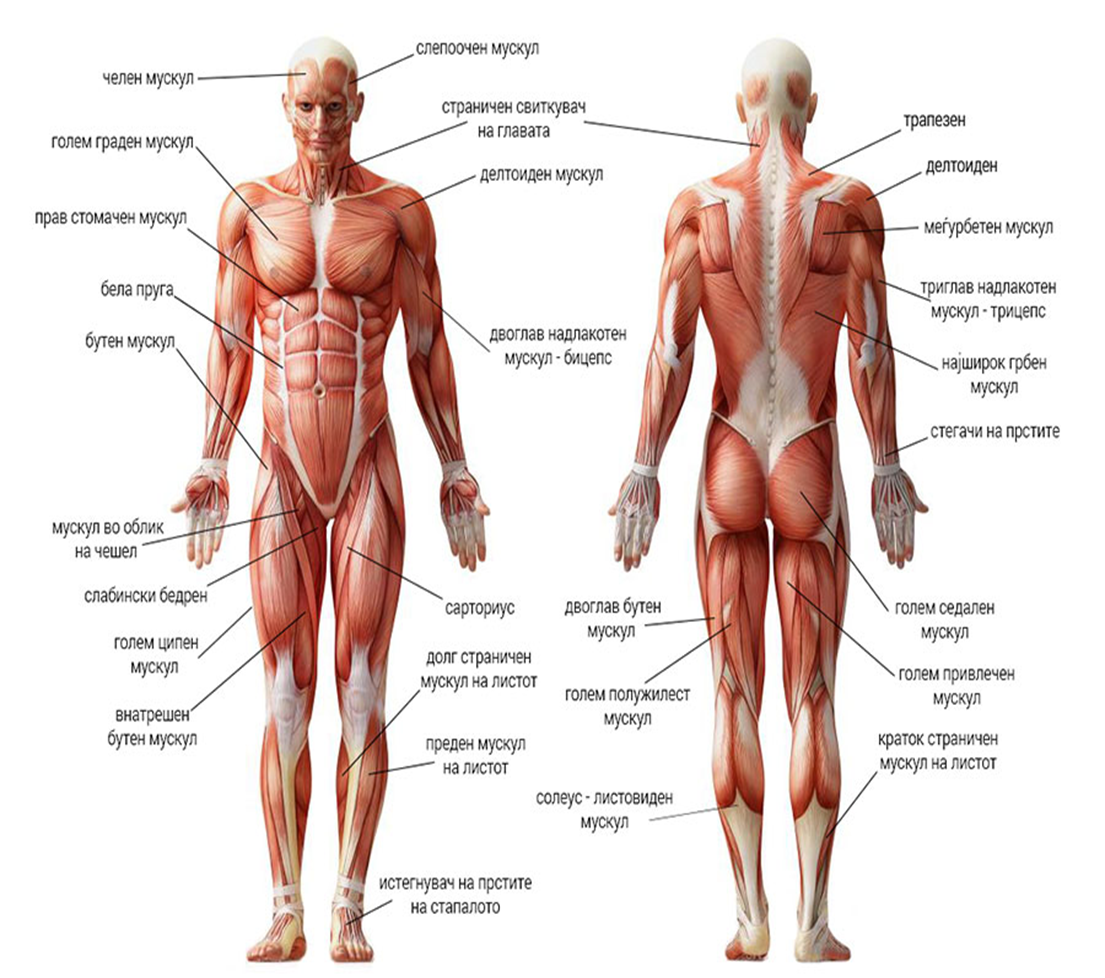 слепоочен мускул
челен мускул
страничен свиткувач
на главата
голем граден мускул
делтоиден мускул
прав стомачен мускул
бела пруга
бутен мускул
двоглав надлакотен
мускул - бицепс
мускул во облик
на чешел
слабински бедрен
сарториус
голем ципен
мускул
долг страничен
мускул на листот
внатрешен
бутен мускул
преден мускул
на листот
истегнувач на прстите
на стапалото
трапезен
делтоиден
меѓурбетен мускул
триглав надлакотен
мускул - трицепс
најширок грбен
мускул
стегачи на прстите
двоглав бутен
мускул
голем седален
мускул
голем полужилест
мускул
голем привлечен
мускул
краток страничен
мускул на листот
солеус - листовиден
мускул